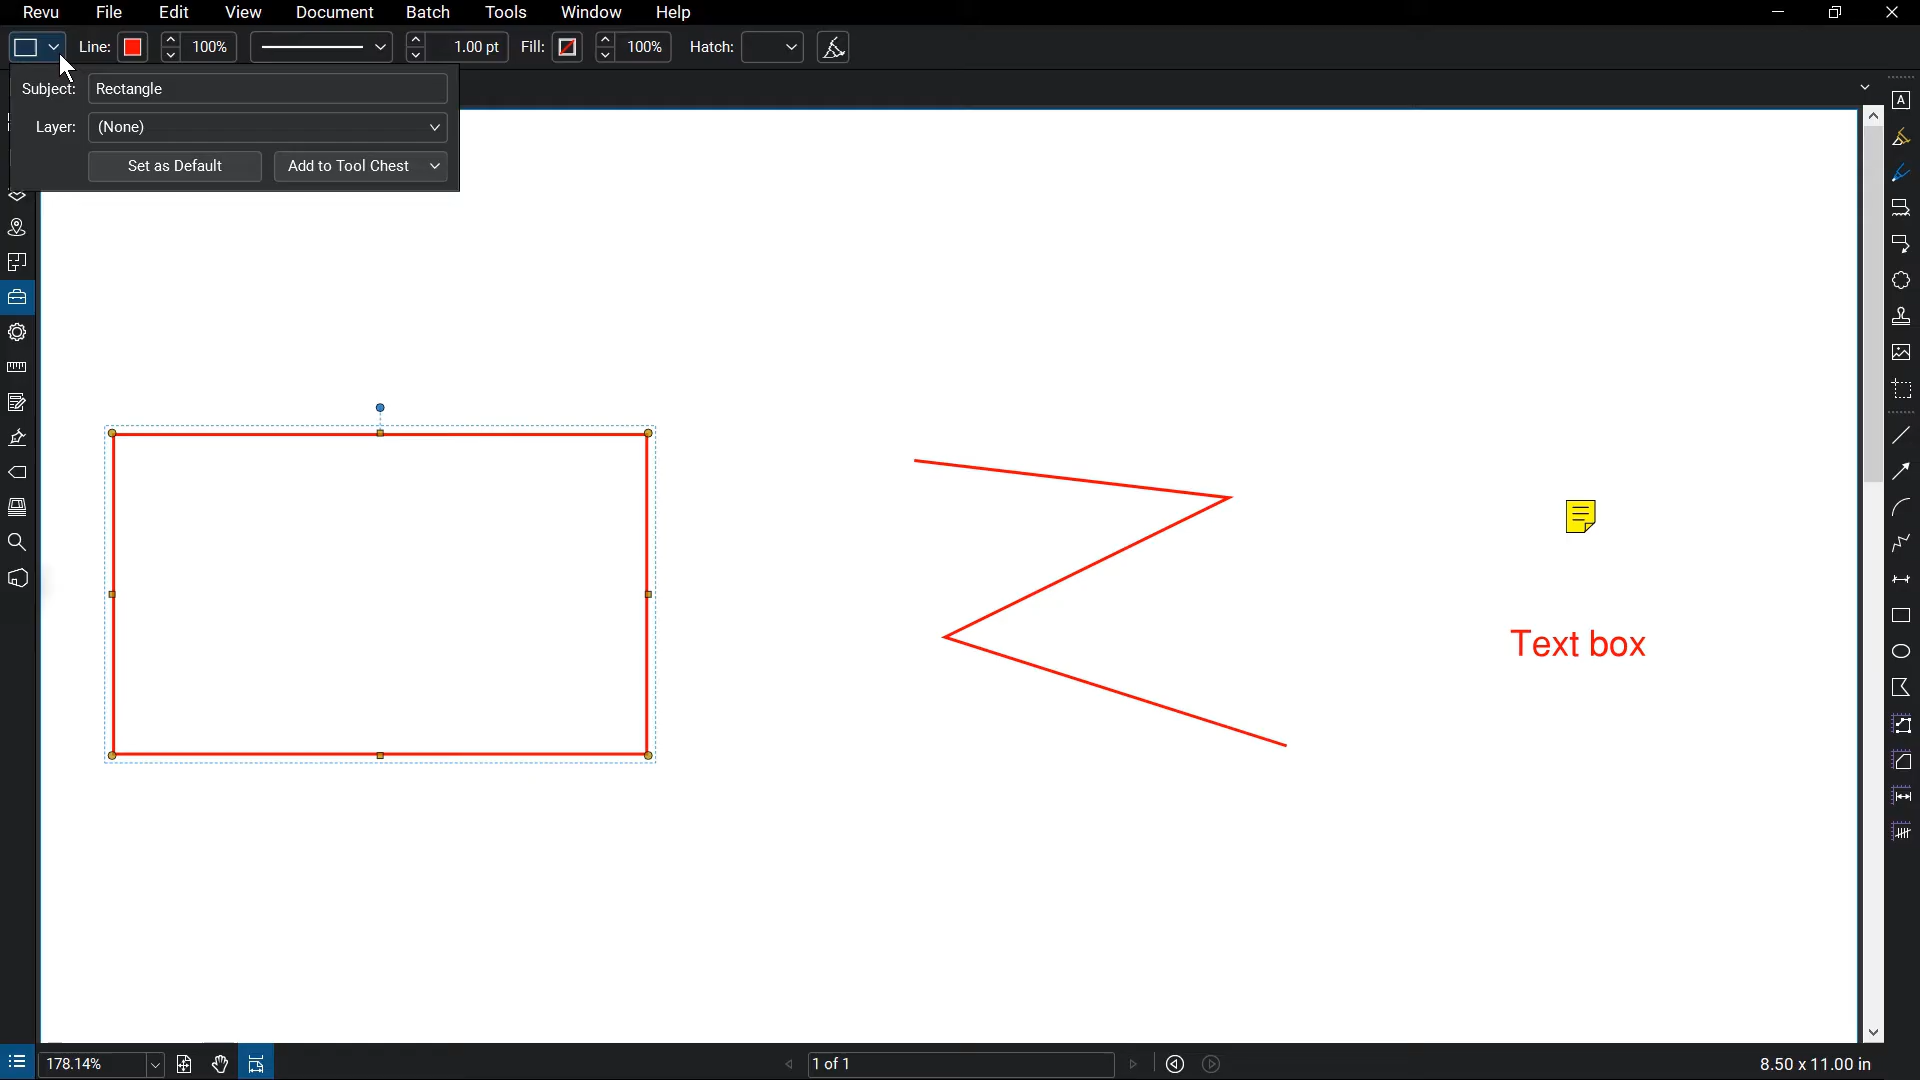 Revu File Edit View Document Batch Tools Window Help
Line: 100% 1.00 pt Fill: 100% Hatch:
Subject: Rectangle
Layer: (None)
Set as Default Add to Tool Chest
A
Text box
178.14% 1 of 1 8.50 x 11.00 in